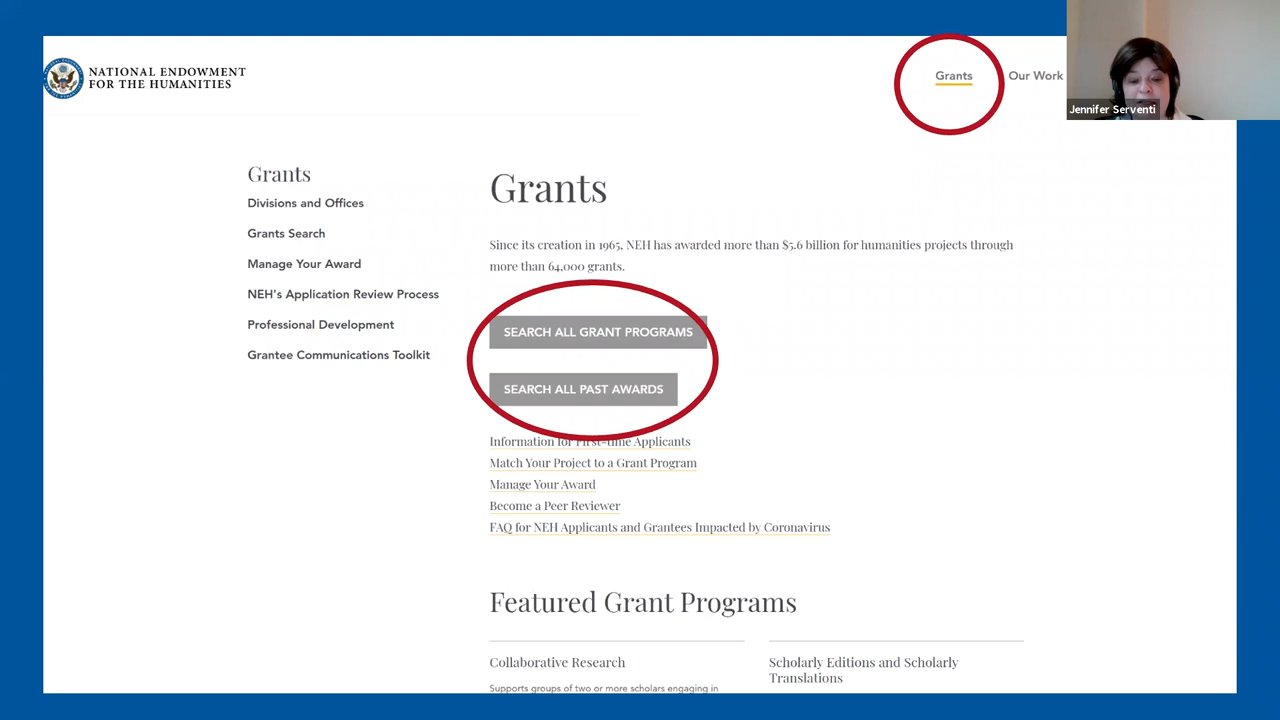 NATIONAL ENDOWMENT
FOR THE HUMANITIES
Grants
Our Work
Jennifer Serventi
Grants
Divisions and Offices
Grants Search
Manage Your Award
NEH's Application Review Process
Professional Development
Grantee Communications Toolkit
Grants
Since its creation in 1965, NEH has awarded more than $5.6 billion for humanities projects through
more than 64,000 grants.
SEARCH ALL GRANT PROGRAMS
SEARCH ALL PAST AWARDS
Information for First-time Applicants
Match Your Project to a Grant Program
Manage Your Award
Become a Peer Reviewer
FAQ for NEH Applicants and Grantees Impacted by Coronavirus
Featured Grant Programs
Collaborative Research
Supports groups of two or more scholars engaging in
Scholarly Editions and Scholarly
Translations